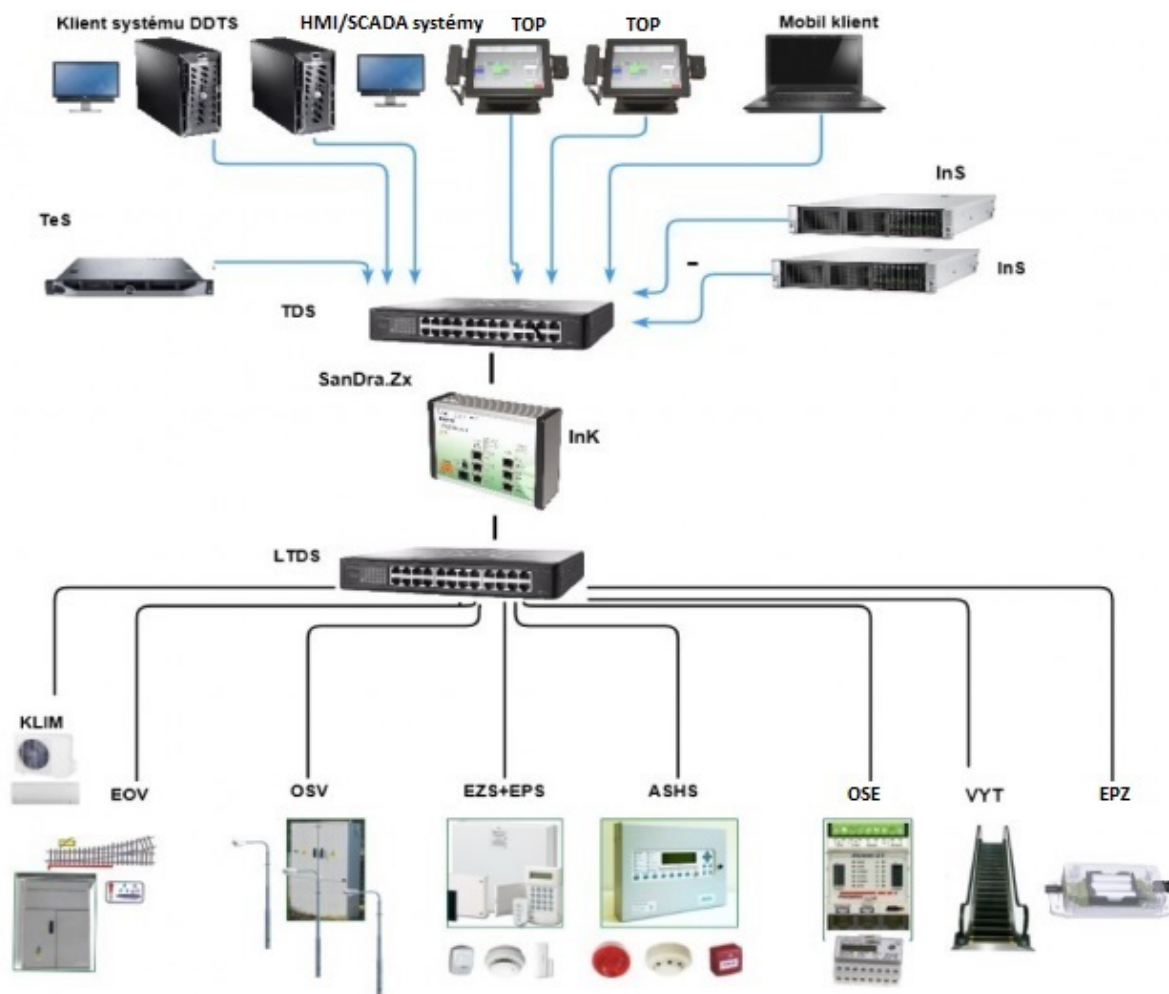 Klient systému DDTS
HMI/SCADA systémy
TOP
TOP
Mobil klient
InS
TeS
InS
TDS
SanDra.Zx
InK
LTDS
KLIM
EOV
OSV
EZS+EPS
ASHS
OSE
VYT
EPZ